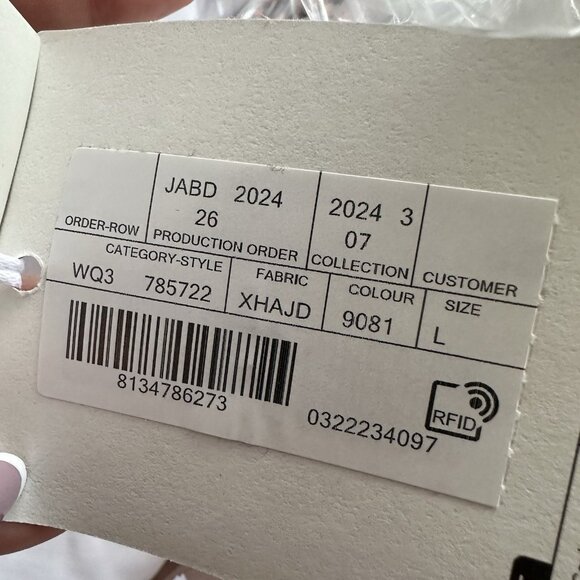 JABD 2024
26
2024 3
07
ORDER-ROW PRODUCTION ORDER COLLECTION CUSTOMER
CATEGORY-STYLE FABRIC COLOUR SIZE
WQ3 785722 XHAJD 9081 L
8134786273
0322234097
RFID